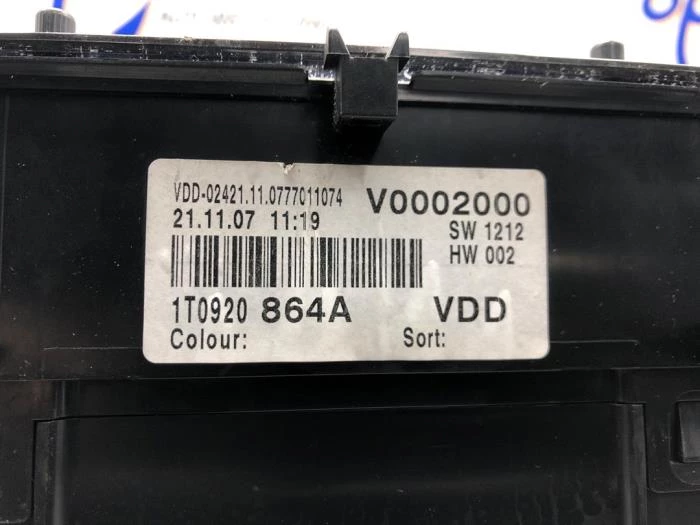 VDD-02421.11.0777011074 V0002000
21.11.07 11:19 SW 1212
HW 002
1T0920 864A VDD
Colour: Sort: